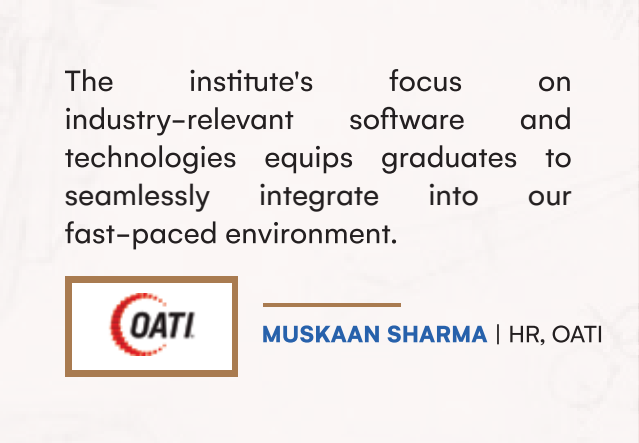 The institute's focus on
industry-relevant software and
technologies equips graduates to
seamlessly integrate into our
fast-paced environment.
OATI
MUSKAAN SHARMA | HR, OATI